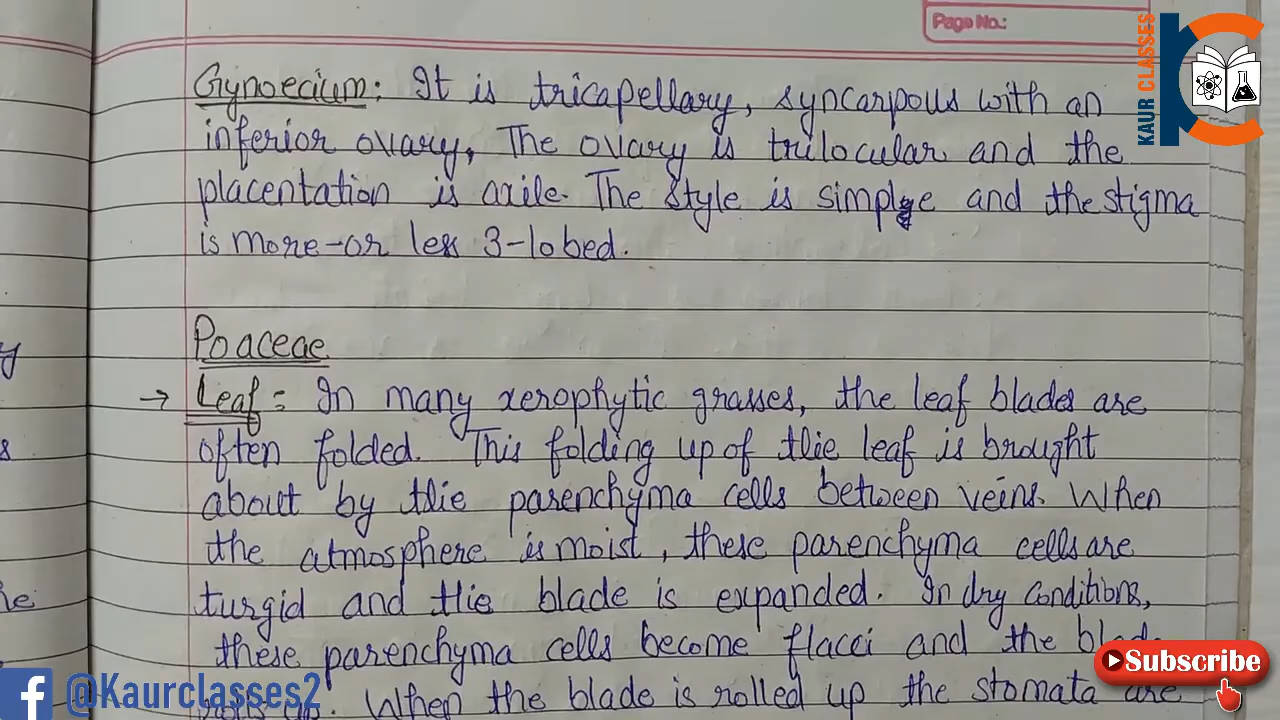 Page No.:
KAUR CLASSES
Gynoecium: It is tricapellary, syncarpous with an
inferior ovary, The ovary is trilocular and the
placentation is axile. The style is simple and the stigma
is more-or less 3-lobed.
Poaceae
→ Leaf = In many xerophytic grasses, the leaf blades are
often folded. This folding up of tlie leaf is brought
about by tlie parenchyma cells between veins. When
the atmosphere is moist, these parenchyma cells are
turgid and tlie blade is expanded. In dry conditions,
these parenchyma cells become flacci and the
When the blade is rolled up the stomata are
Subscribe
f @Kaurclasses2